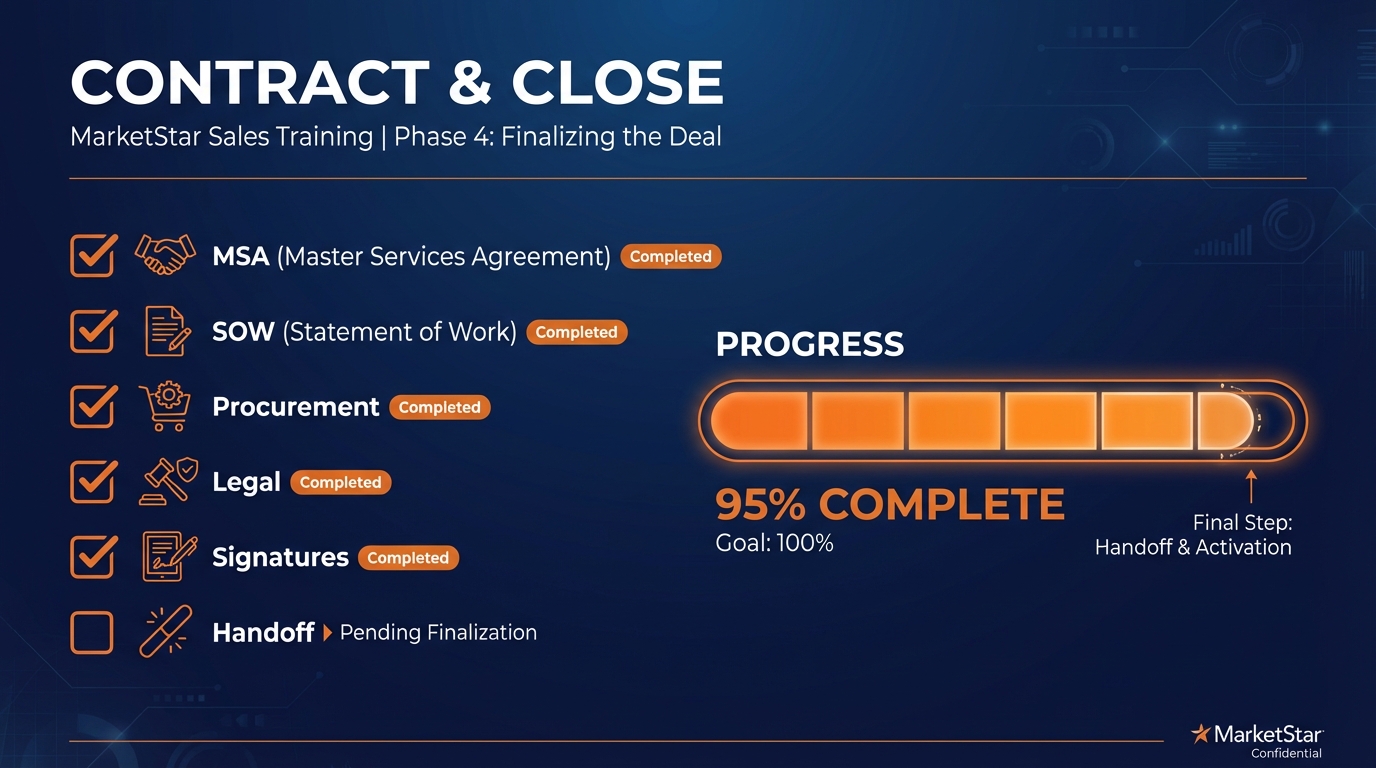 CONTRACT & CLOSE
MarketStar Sales Training | Phase 4: Finalizing the Deal
MSA (Master Services Agreement) Completed
SOW (Statement of Work) Completed
Procurement Completed
Legal Completed
Signatures Completed
Handoff Pending Finalization
PROGRESS
95% COMPLETE
Goal: 100%
Final Step:
Handoff & Activation
MarketStar
Confidential